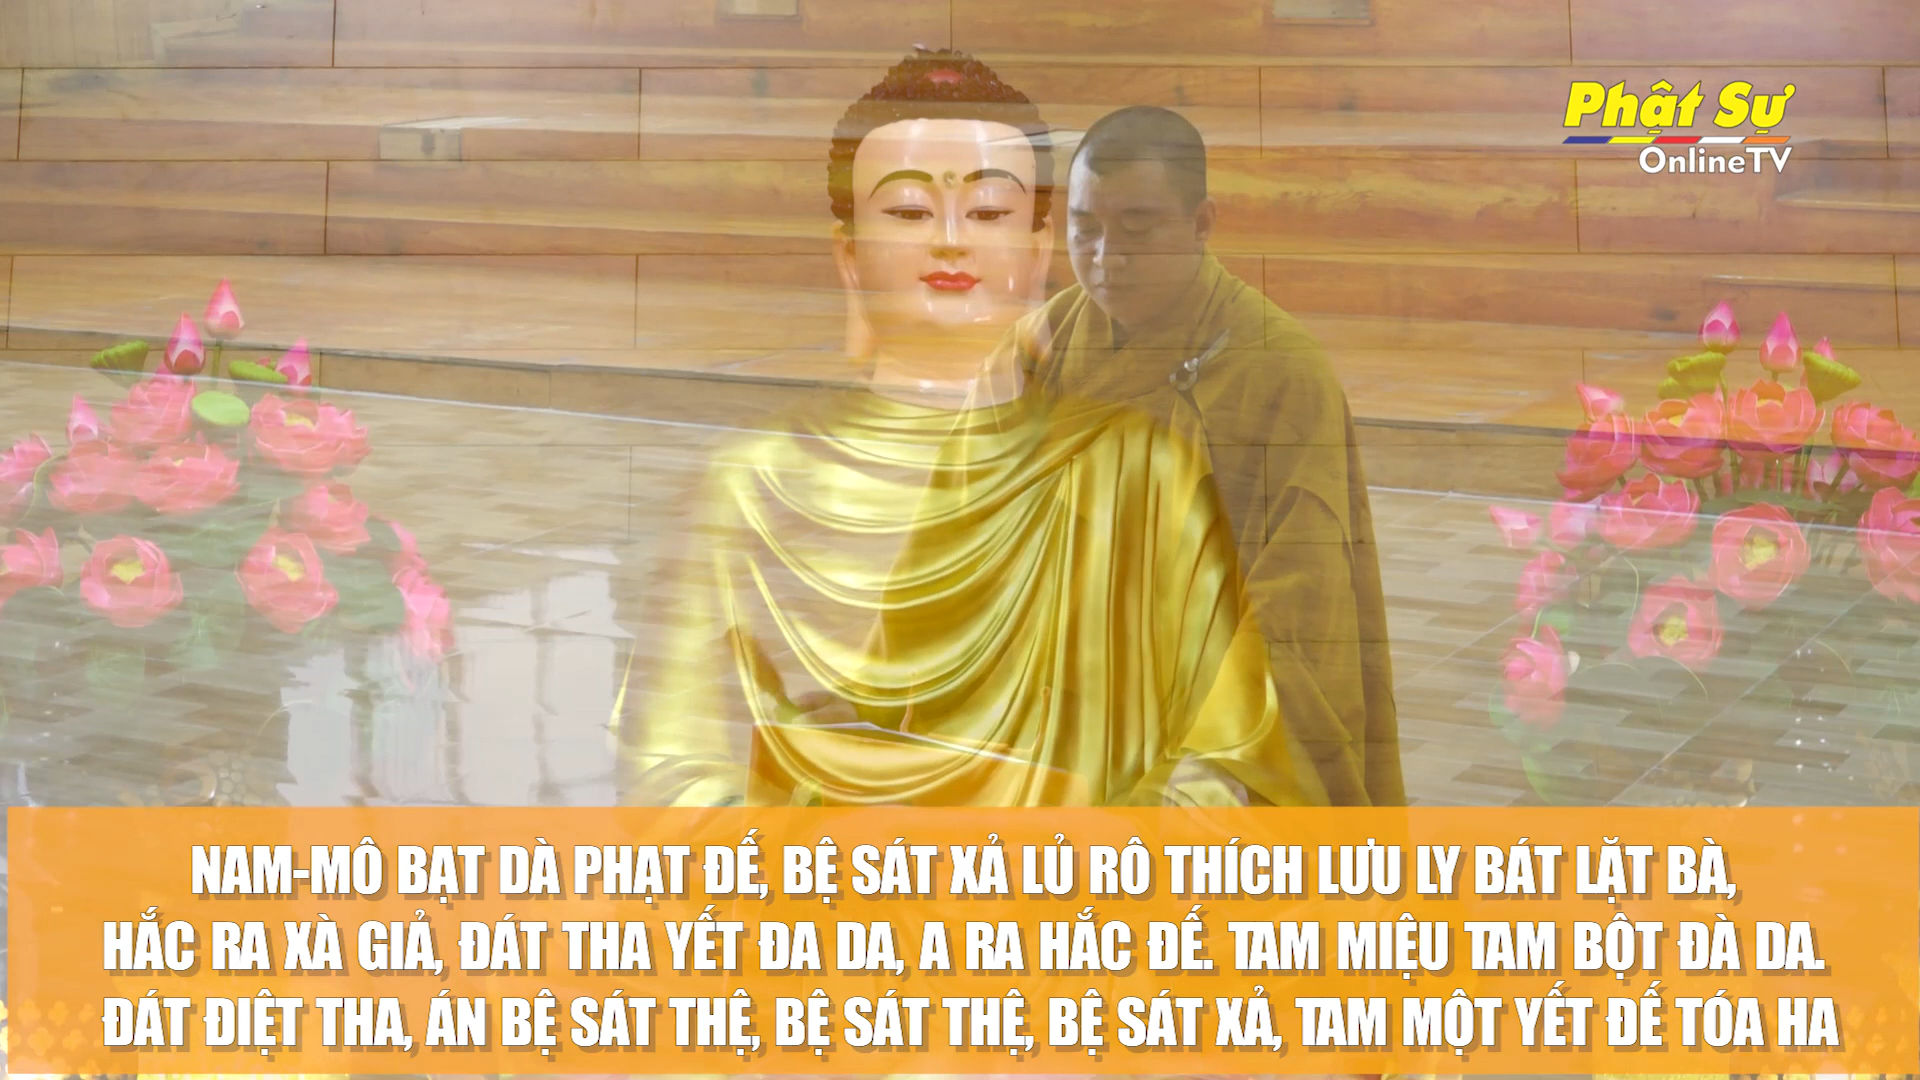 Phật Sự
OnlineTV
NAM-MÔ BẠT DÀ PHẠT ĐẾ, BỆ SÁT XẢ LỦ RÔ THÍCH LƯU LY BÁT LẶT BÀ,
HẮC RA XÀ GIẢ, ĐÁT THA YẾT ĐA DA, A RA HẮC ĐẾ. TAM MIỆU TAM BỘT ĐÀ DA.
ĐÁT ĐIỆT THA, ÁN BỆ SÁT THỆ, BỆ SÁT THỆ, BỆ SÁT XẢ, TAM MỘT YẾT ĐẾ TÓA HA